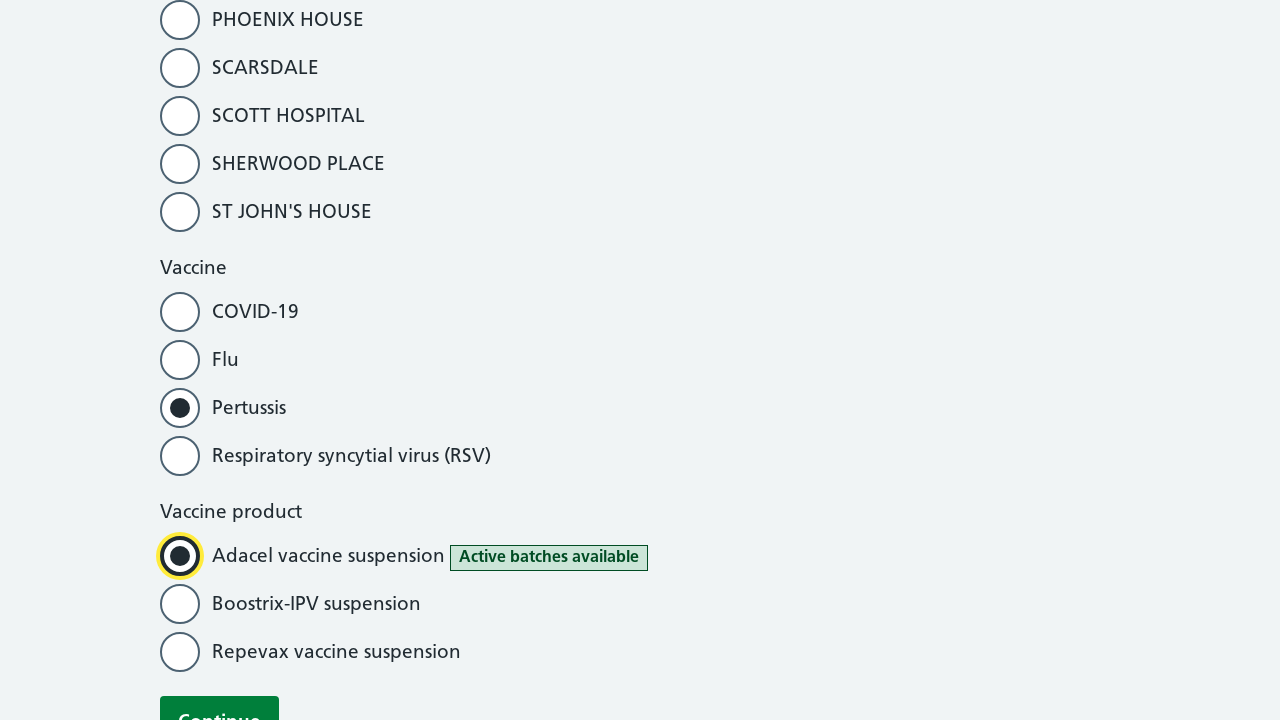 PHOENIX HOUSE
SCARSDALE
SCOTT HOSPITAL
SHERWOOD PLACE
ST JOHN'S HOUSE
Vaccine
COVID-19
Flu
Pertussis
Respiratory syncytial virus (RSV)
Vaccine product
Adacel vaccine suspension Active batches available
Boostrix-IPV suspension
Repevax vaccine suspension
Continue